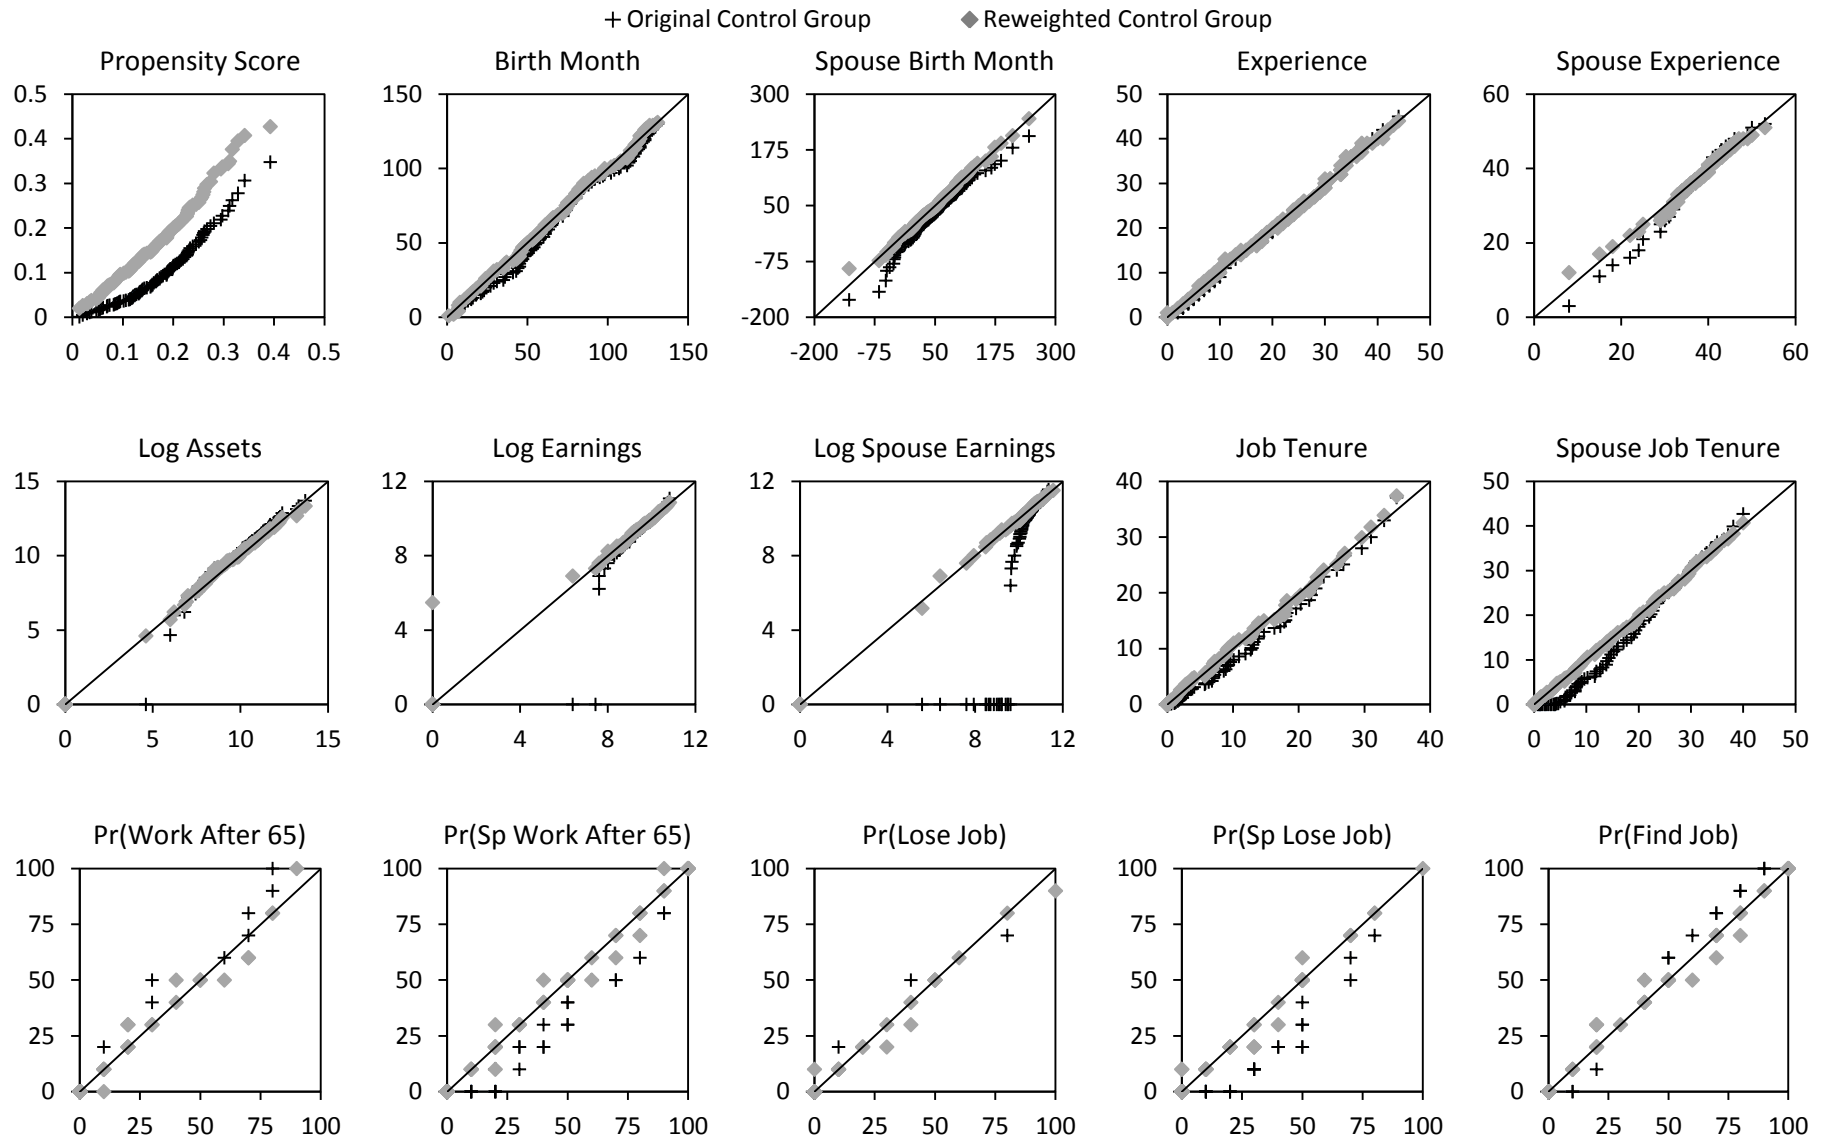 + Original Control Group ◆ Reweighted Control Group
Propensity Score Birth Month Spouse Birth Month Experience Spouse Experience
0.5 150 300 50 60
0.4 40
0.3 100 175 30 40
0.2 50 50 20 20
0.1 -75 10
0 0 -200 0 0
0 0.1 0.2 0.3 0.4 0.5 0 50 100 150 -200 -75 50 175 300 0 10 20 30 40 50 0 20 40 60
Log Assets Log Earnings Log Spouse Earnings Job Tenure Spouse Job Tenure
15 12 12 40 50
10 8 8 30 40
20 30
5 4 4 10 20
10
0 0 0 0 0
0 5 10 15 0 4 8 12 0 4 8 12 0 10 20 30 40 0 10 20 30 40 50
Pr(Work After 65) Pr(Sp Work After 65) Pr(Lose Job) Pr(Sp Lose Job) Pr(Find Job)
100 100 100 100 100
75 75 75 75 75
50 50 50 50 50
25 25 25 25 25
0 0 0 0 0
0 25 50 75 100 0 25 50 75 100 0 25 50 75 100 0 25 50 75 100 0 25 50 75 100